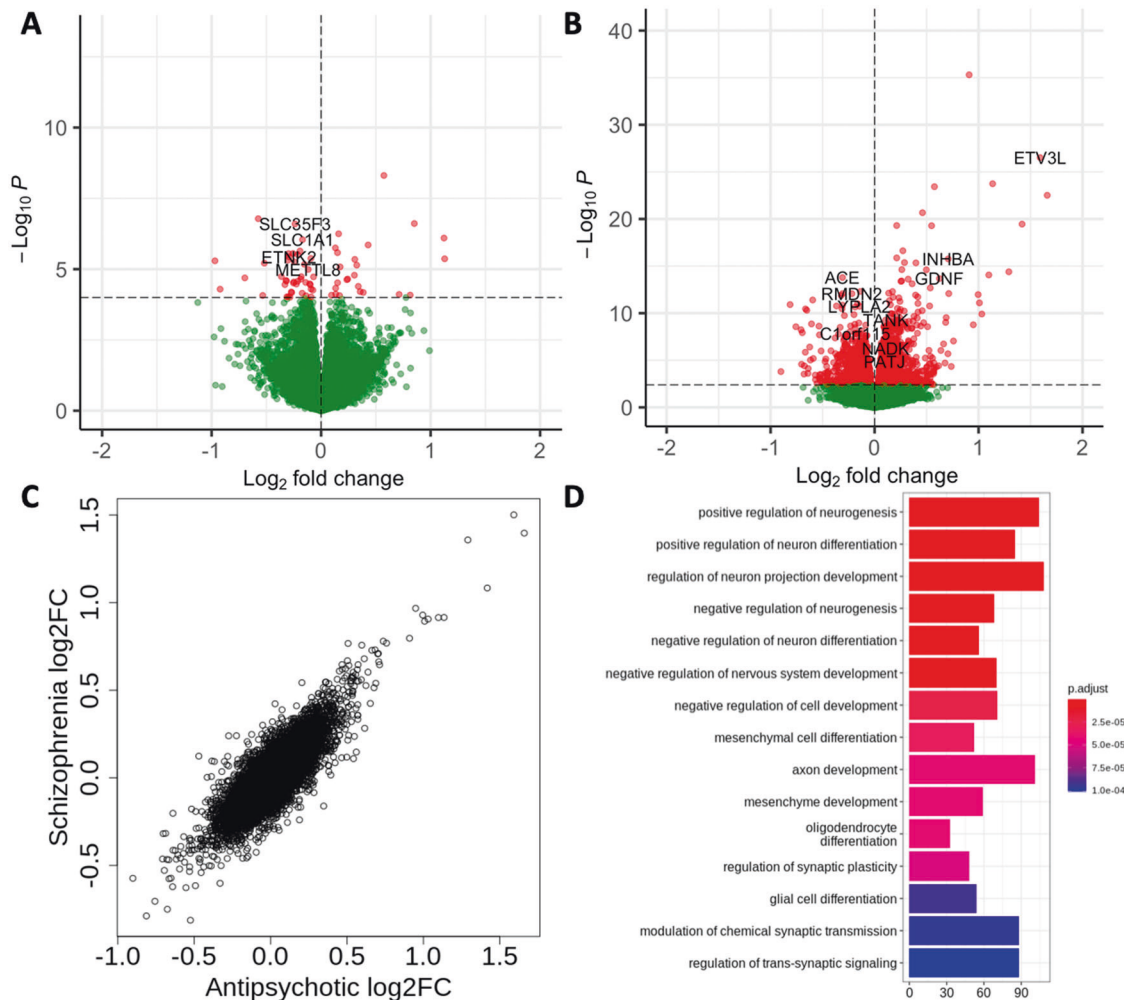 A
10
5
0
-2
-1
0
1
2
−Log10 P
Log2 fold change
SLC35F3
SLC1A1
ETNK2
METTL8
B
40
30
20
10
0
-2
-1
0
1
2
−Log10 P
Log2 fold change
ETV3L
INHBA
GDNF
ACE
RMDN2
LYPLA2
TANK
C1orf115
NADK
PATJ
C
1.5
1.0
0.5
0.0
-0.5
-1.0
-0.5
0.0
0.5
1.0
1.5
Schizophrenia log2FC
Antipsychotic log2FC
D
positive regulation of neurogenesis
positive regulation of neuron differentiation
regulation of neuron projection development
negative regulation of neurogenesis
negative regulation of neuron differentiation
negative regulation of nervous system development
negative regulation of cell development
mesenchymal cell differentiation
axon development
mesenchyme development
oligodendrocyte
differentiation
regulation of synaptic plasticity
glial cell differentiation
modulation of chemical synaptic transmission
regulation of trans-synaptic signaling
0
30
60
90
p.adjust
2.5e-05
5.0e-05
7.5e-05
1.0e-04